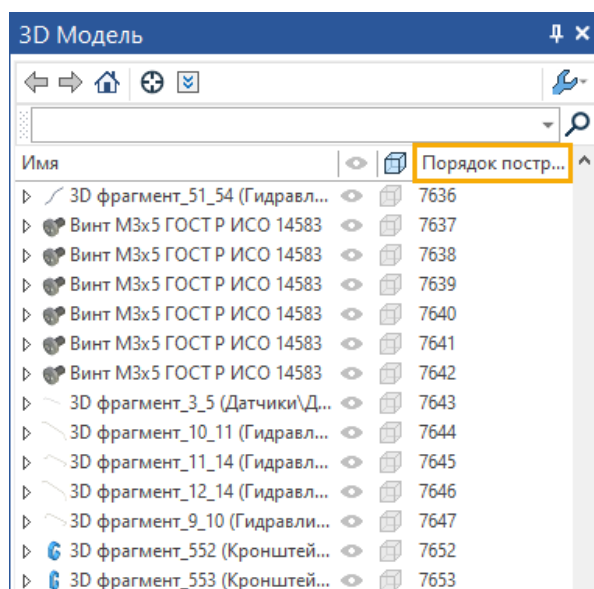 3D Модель
Имя Порядок постр...
3D фрагмент_51_54 (Гидравл... 7636
Винт М3х5 ГОСТ Р ИСО 14583 7637
Винт М3х5 ГОСТ Р ИСО 14583 7638
Винт М3х5 ГОСТ Р ИСО 14583 7639
Винт М3х5 ГОСТ Р ИСО 14583 7640
Винт М3х5 ГОСТ Р ИСО 14583 7641
Винт М3х5 ГОСТ Р ИСО 14583 7642
3D фрагмент_3_5 (Датчики\Д... 7643
3D фрагмент_10_11 (Гидравл... 7644
3D фрагмент_11_14 (Гидравл... 7645
3D фрагмент_12_14 (Гидравл... 7646
3D фрагмент_9_10 (Гидравли... 7647
3D фрагмент_552 (Кронштей... 7652
3D фрагмент_553 (Кронштей... 7653